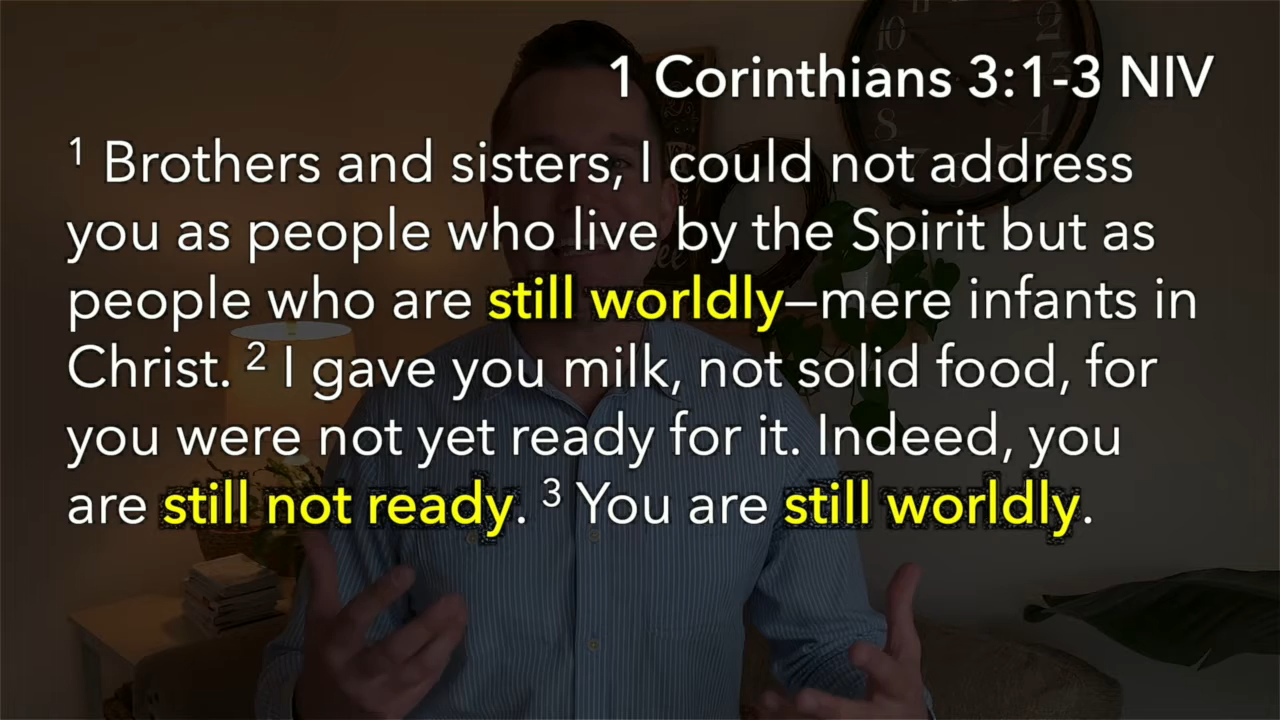 1 Corinthians 3:1-3 NIV
1 Brothers and sisters, I could not address
you as people who live by the Spirit but as
people who are still worldly—mere infants in
Christ. 2 I gave you milk, not solid food, for
you were not yet ready for it. Indeed, you
are still not ready. 3 You are still worldly.
10
8
4